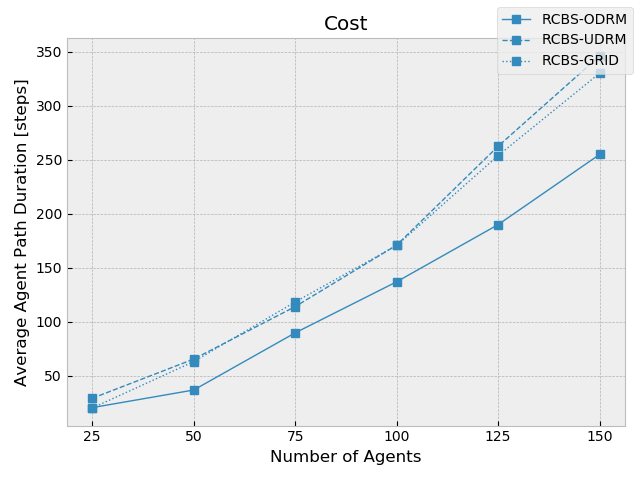 Cost
RCBS-ODRM
RCBS-UDRM
RCBS-GRID
Average Agent Path Duration [steps]
350
300
250
200
150
100
50
25 50 75 100 125 150
Number of Agents